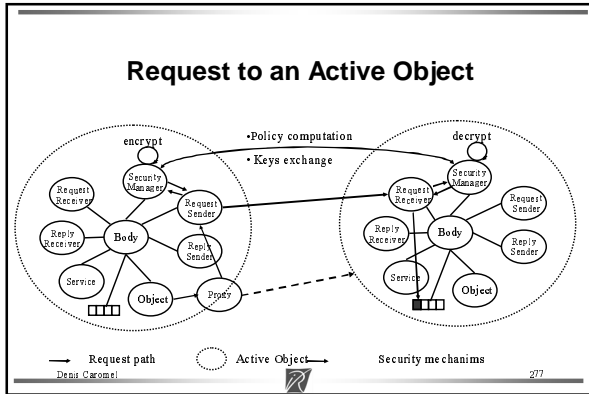 Request to an Active Object
•Policy computation
• Keys exchange
encrypt
decrypt
Security
Manager
Request
Receiver
Request
Sender
Reply
Receiver
Body
Reply
Sender
Service
Object
Proxy
Security
Manager
Request
Receiver
Request
Sender
Reply
Receiver
Body
Reply
Sender
Service
Object
Request path
Active Object
Security mechanims
Denis Caromel
277